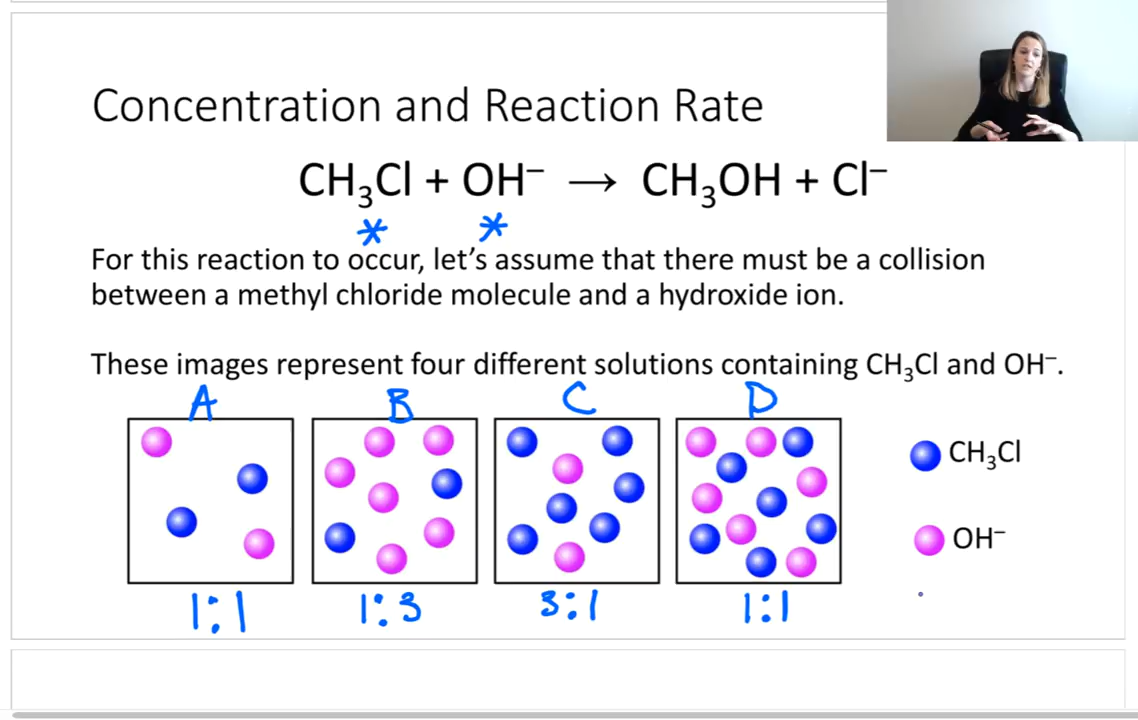 Concentration and Reaction Rate
CH₃Cl + OH⁻ → CH₃OH + Cl⁻
* *
For this reaction to occur, let's assume that there must be a collision
between a methyl chloride molecule and a hydroxide ion.
These images represent four different solutions containing CH₃Cl and OH⁻.
A B C D
CH₃Cl
OH⁻
1:1 1:3 3:1 1:1